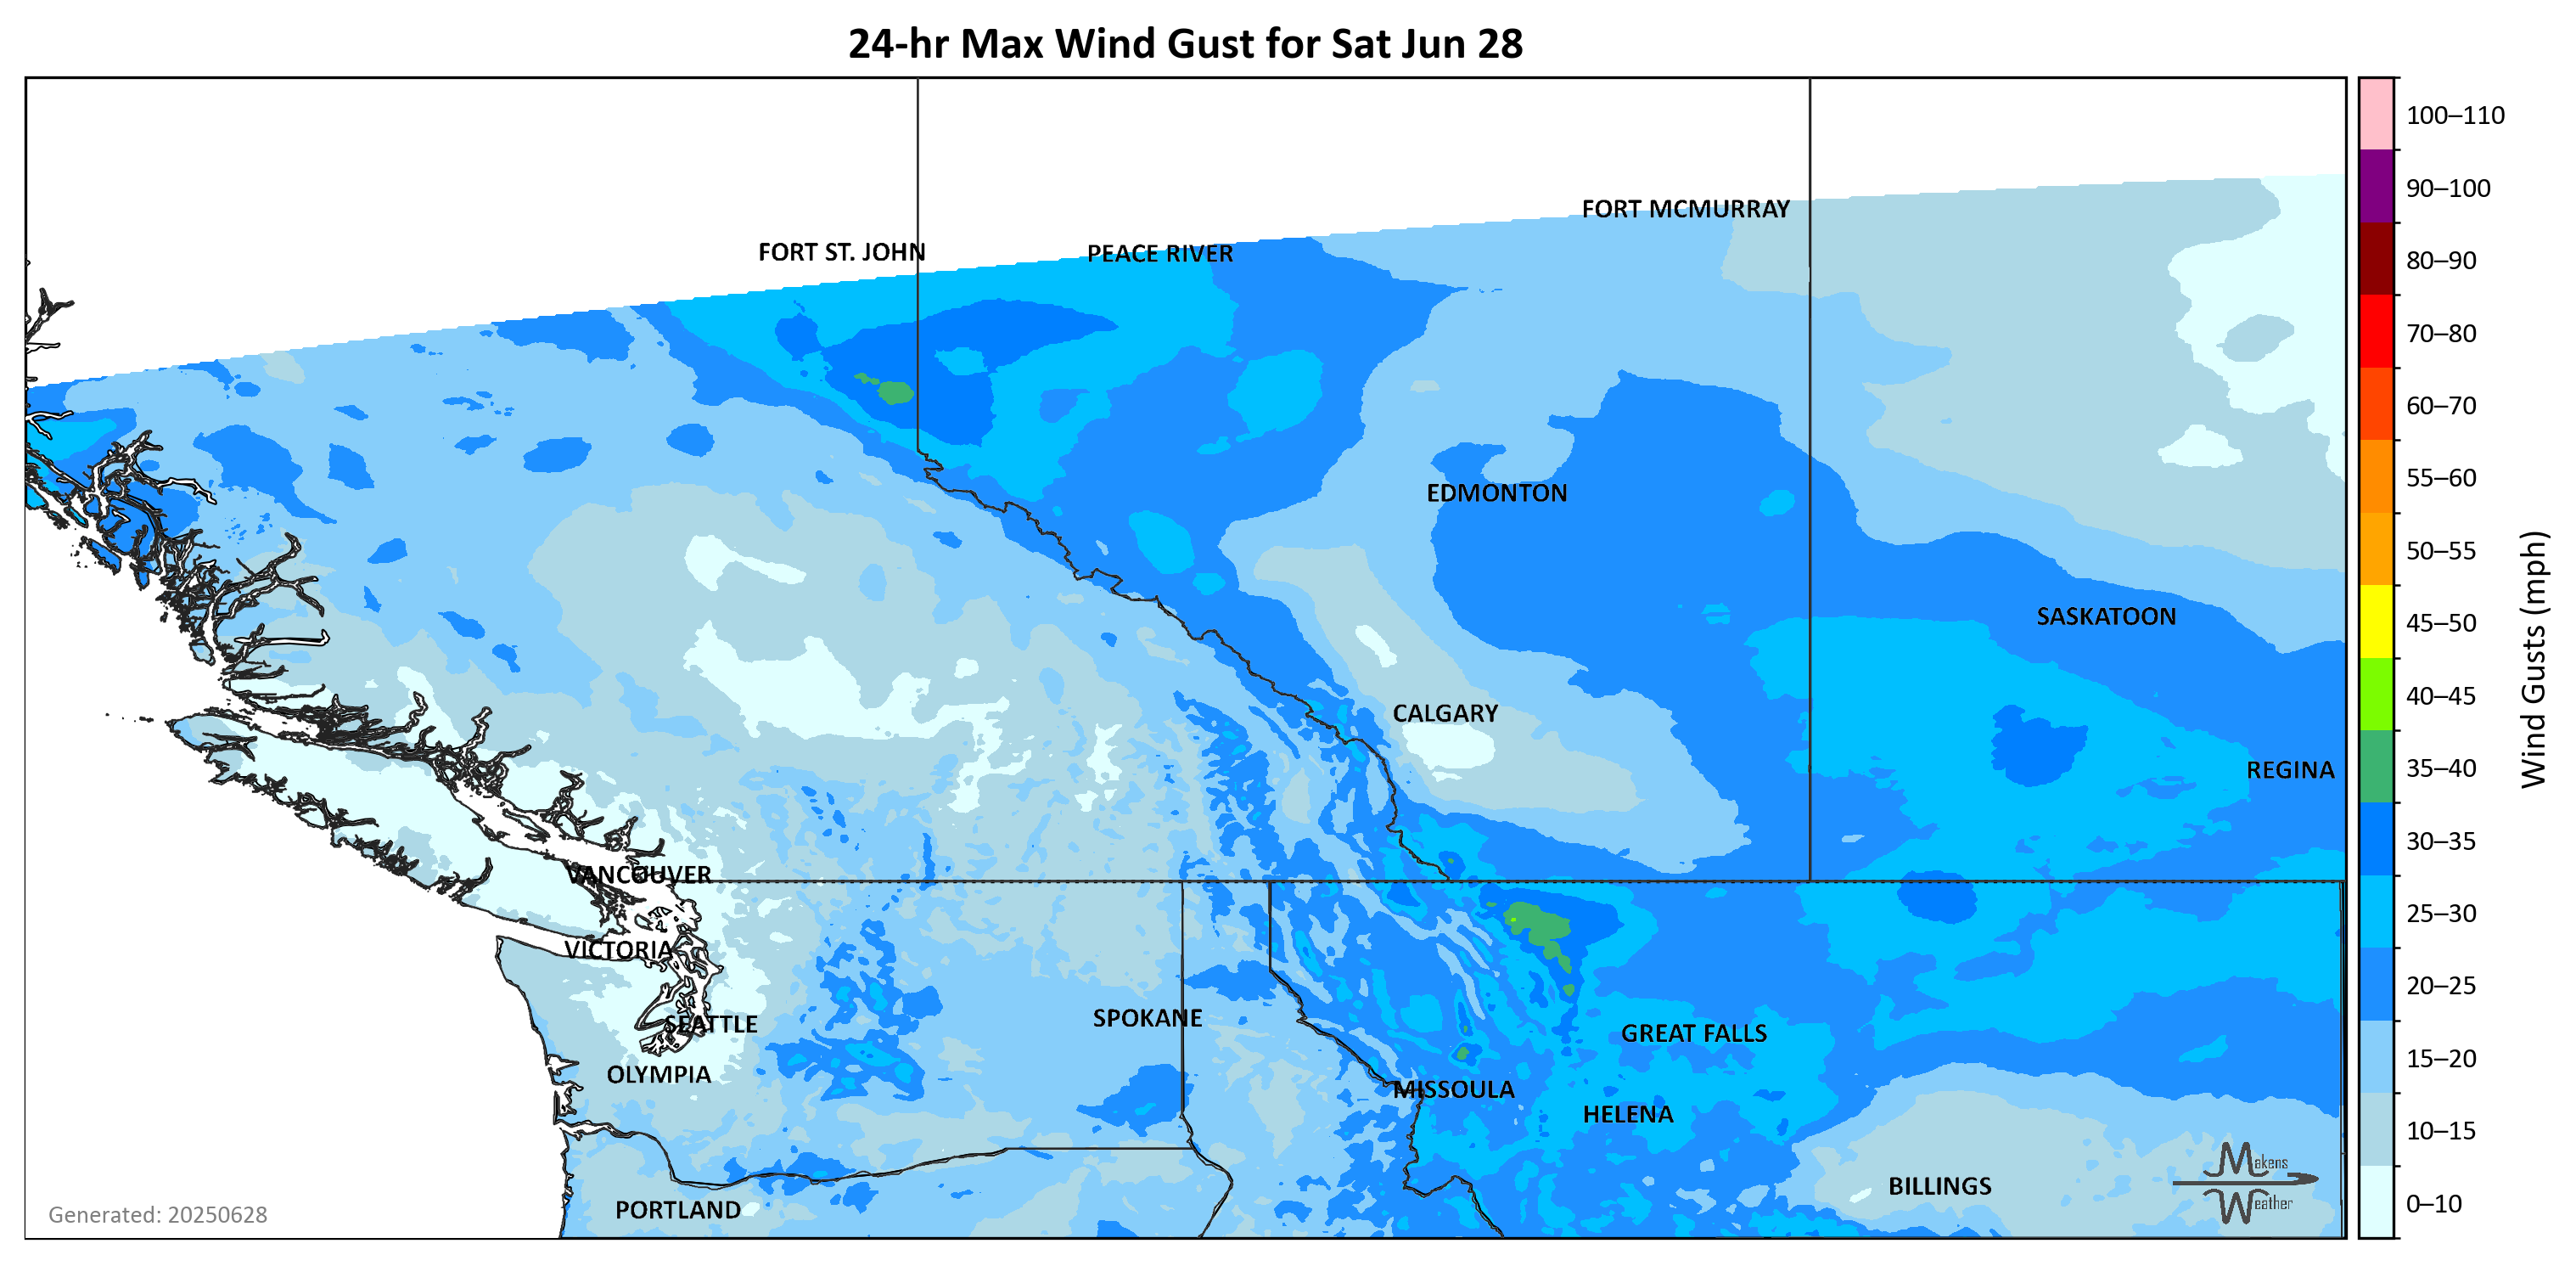 24-hr Max Wind Gust for Sat Jun 28
100–110
90–100
80–90
70–80
60–70
55–60
50–55
45–50
40–45
35–40
30–35
25–30
20–25
15–20
10–15
0–10
Wind Gusts (mph)
FORT MCMURRAY
FORT ST. JOHN
PEACE RIVER
EDMONTON
SASKATOON
CALGARY
REGINA
VANCOUVER
VICTORIA
SPOKANE
SEATTLE
GREAT FALLS
OLYMPIA
MISSOULA
HELENA
BILLINGS
PORTLAND
Makens
Weather
Generated: 20250628